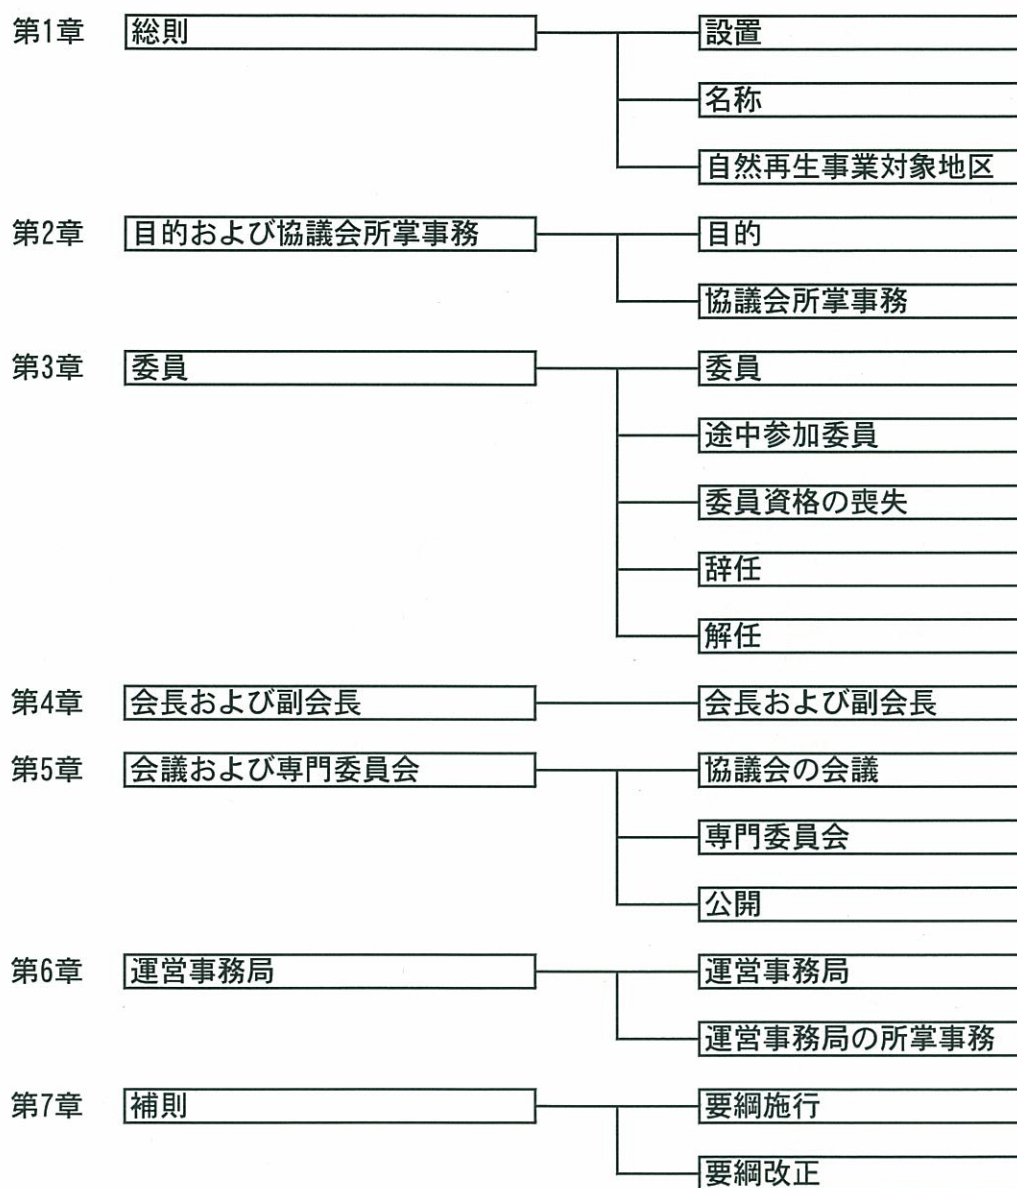 第1章 総則 設置
名称
自然再生事業対象地区
第2章 目的および協議会所掌事務 目的
協議会所掌事務
第3章 委員 委員
途中参加委員
委員資格の喪失
辞任
解任
第4章 会長および副会長 会長および副会長
第5章 会議および専門委員会 協議会の会議
専門委員会
公開
第6章 運営事務局 運営事務局
運営事務局の所掌事務
第7章 補則 要綱施行
要綱改正